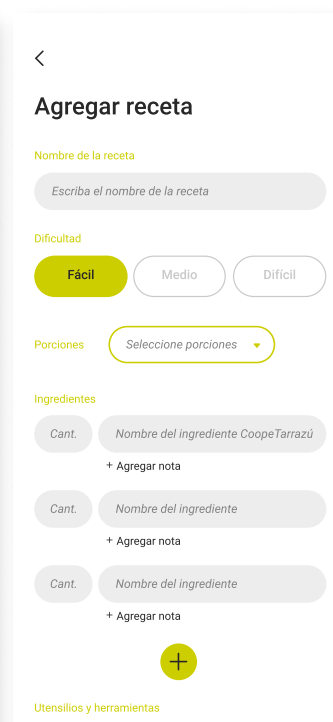 Agregar receta
Nombre de la receta
Escriba el nombre de la receta
Dificultad
Fácil Medio Difícil
Porciones Seleccione porciones
Ingredientes
Cant. Nombre del ingrediente CoopeTarrazú
+ Agregar nota
Cant. Nombre del ingrediente
+ Agregar nota
Cant. Nombre del ingrediente
+ Agregar nota
+
Utensilios y herramientas